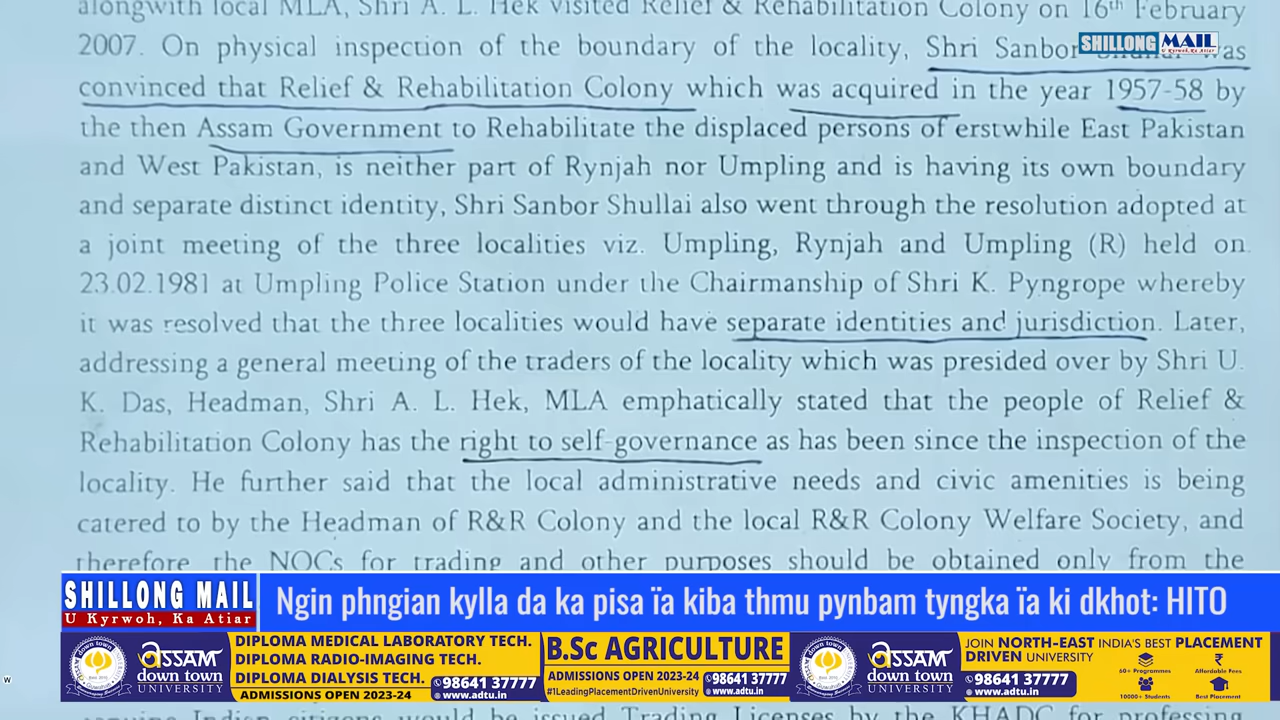 alongwith local MLA, Shri A. L. Hek visited Relief & Rehabilitation Colony on 16th February
2007. On physical inspection of the boundary of the locality, Shri Sanbor was
SHILLONG MAIL
U Kyrwoh, Ka Atiar
convinced that Relief & Rehabilitation Colony which was acquired in the year 1957-58 by
the then Assam Government to Rehabilitate the displaced persons of erstwhile East Pakistan
and West Pakistan, is neither part of Rynjah nor Umpling and is having its own boundary
and separate distinct identity, Shri Sanbor Shullai also went through the resolution adopted at
a joint meeting of the three localities viz. Umpling, Rynjah and Umpling (R) held on
23.02.1981 at Umpling Police Station under the Chairmanship of Shri K. Pyngrope whereby
it was resolved that the three localities would have separate identities and jurisdiction. Later,
addressing a general meeting of the traders of the locality which was presided over by Shri U.
K. Das, Headman, Shri A. L. Hek, MLA emphatically stated that the people of Relief &
Rehabilitation Colony has the right to self-governance as has been since the inspection of the
locality. He further said that the local administrative needs and civic amenities is being
catered to by the Headman of R&R Colony and the local R&R Colony Welfare Society, and
therefore the NOCs for trading and other purposes should be obtained only from the
SHILLONG MAIL
U Kyrwoh, Ka Atiar
Ngin phngian kylla da ka pisa ïa kiba thmu pynbam tyngka ïa ki dkhot: HITO
w
assam
down town
UNIVERSITY
DIPLOMA MEDICAL LABORATORY TECH.
DIPLOMA RADIO-IMAGING TECH.
DIPLOMA DIALYSIS TECH.
ADMISSIONS OPEN 2023-24
98641 37777
www.adtu.in
B.Sc AGRICULTURE
ADMISSIONS OPEN 2023-24
#1LeadingPlacementDrivenUniversity
98641 37777
www.adtu.in
assam
down town
UNIVERSITY
JOIN NORTH-EAST INDIA'S BEST PLACEMENT
DRIVEN UNIVERSITY
98641 37777
www.adtu.in
60+ Programmes
Affordable Fees
10000+ Students
Best Placement
Indian citizens would be issued Trading Licenses by the KHADC for professing